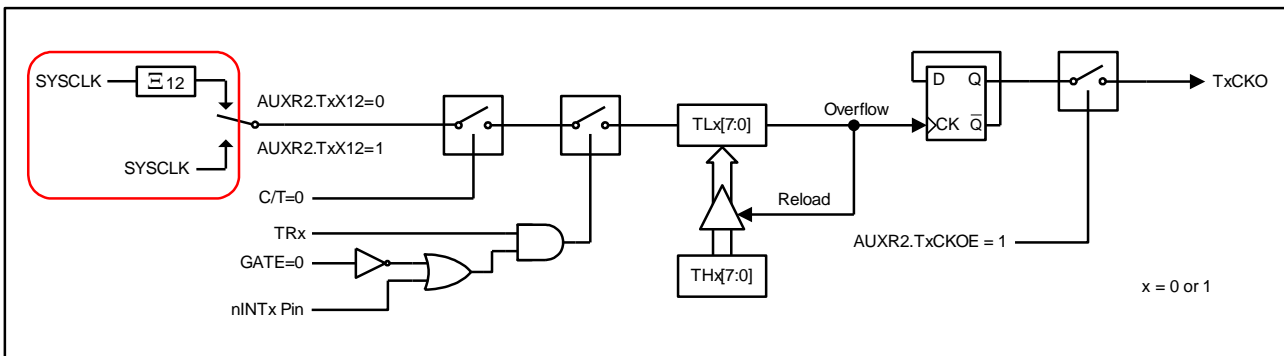 SYSCLK
Ξ12
AUXR2.TxX12=0
AUXR2.TxX12=1
SYSCLK
C/T=0
TRx
GATE=0
nINTx Pin
TLx[7:0]
Overflow
Reload
THx[7:0]
D Q
CK Q̅
TxCKO
AUXR2.TxCKOE = 1
x = 0 or 1